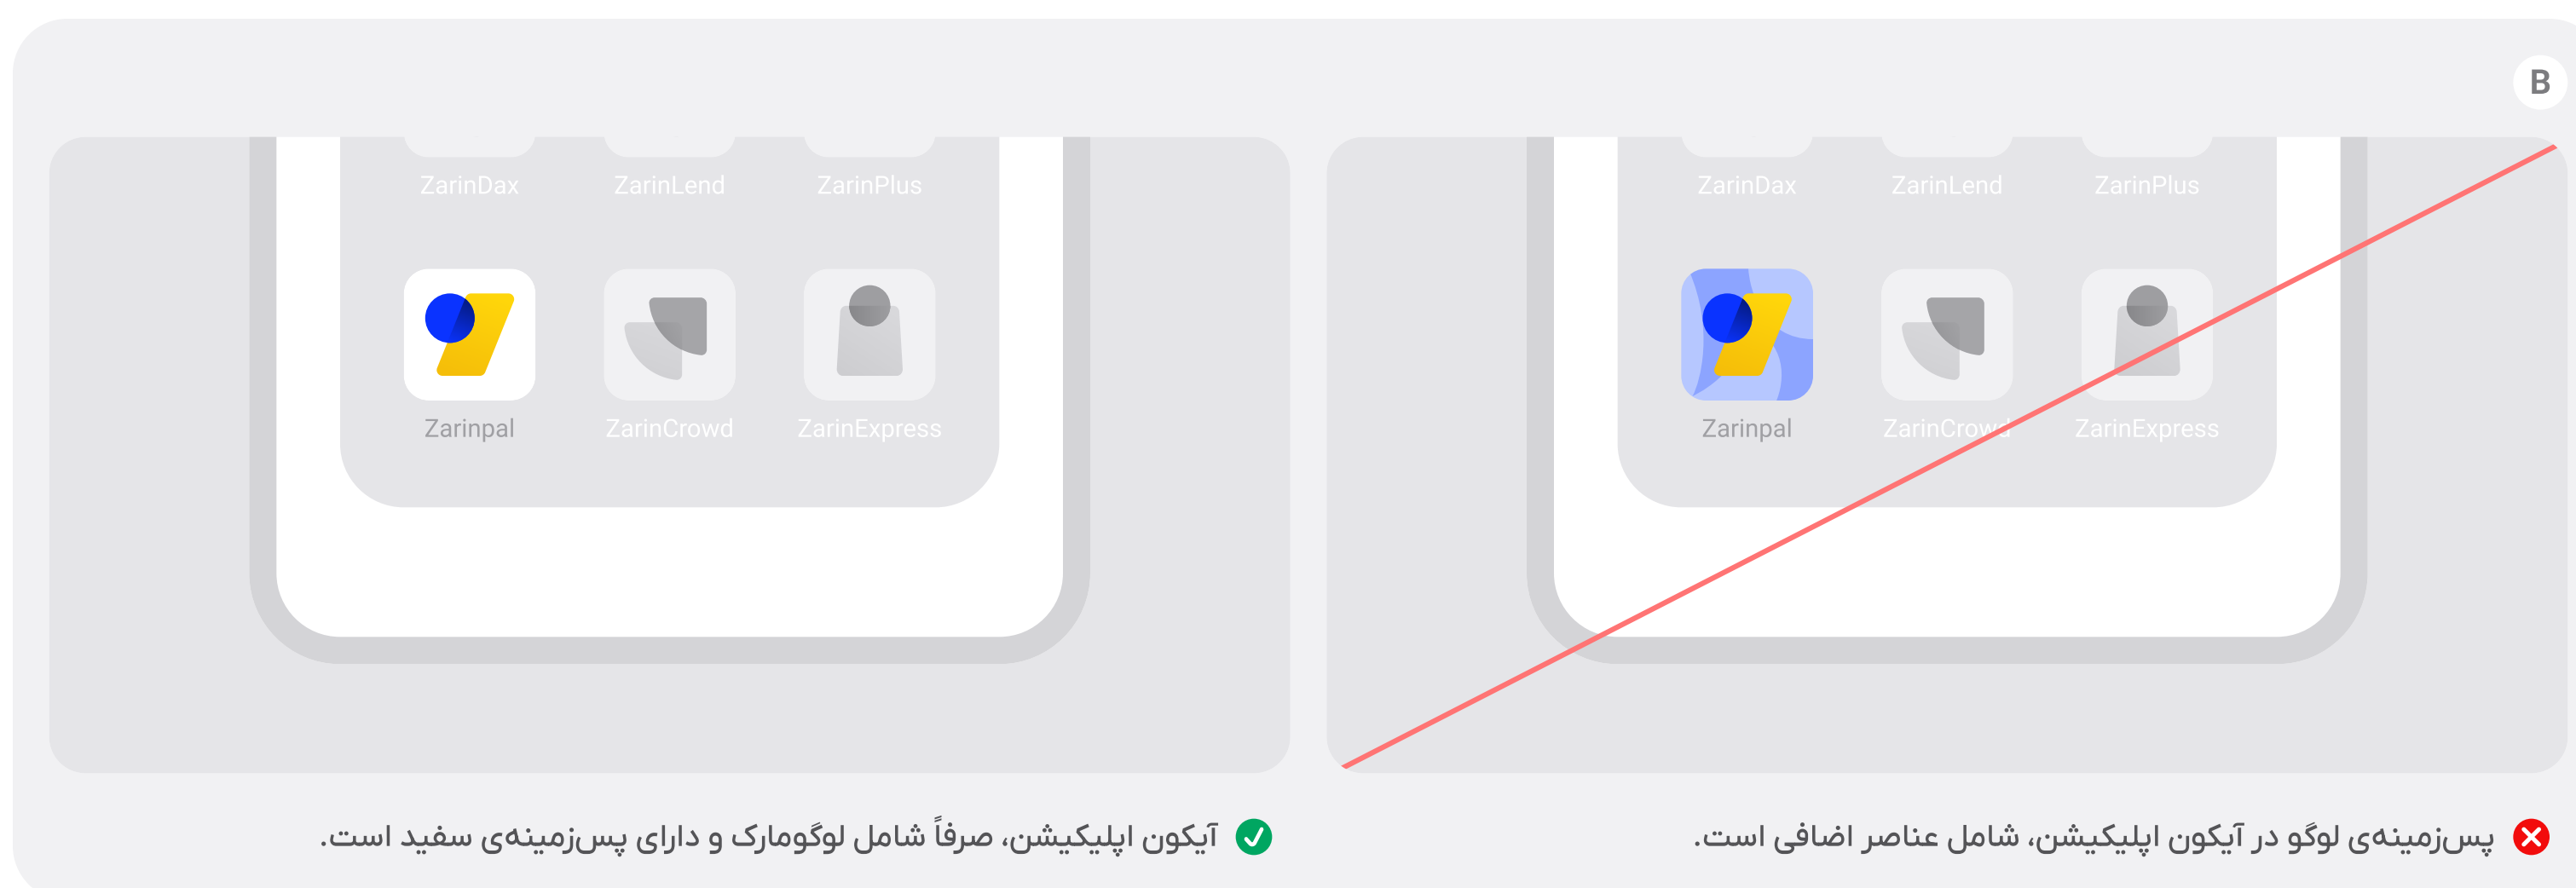 B
ZarinDax ZarinLend ZarinPlus
Zarinpal ZarinCrowd ZarinExpress
پس‌زمینه‌ی لوگو در آیکون اپلیکیشن، شامل عناصر اضافی است.
ZarinDax ZarinLend ZarinPlus
Zarinpal ZarinCrowd ZarinExpress
آیکون اپلیکیشن، صرفاً شامل لوگومارک و دارای پس‌زمینه‌ی سفید است.